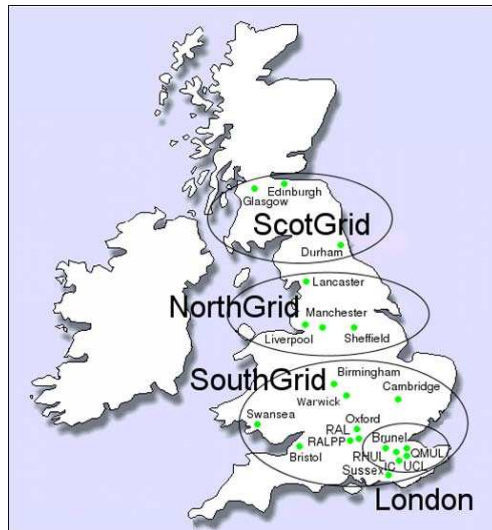 Edinburgh
Glasgow
ScotGrid
Durham
Lancaster
NorthGrid
Manchester
Liverpool
Sheffield
SouthGrid
Birmingham
Cambridge
Warwick
Swansea
Oxford
RAL
RALPP
Brunel
Bristol
RHUL
QMUL
IC
UCL
Sussex
London